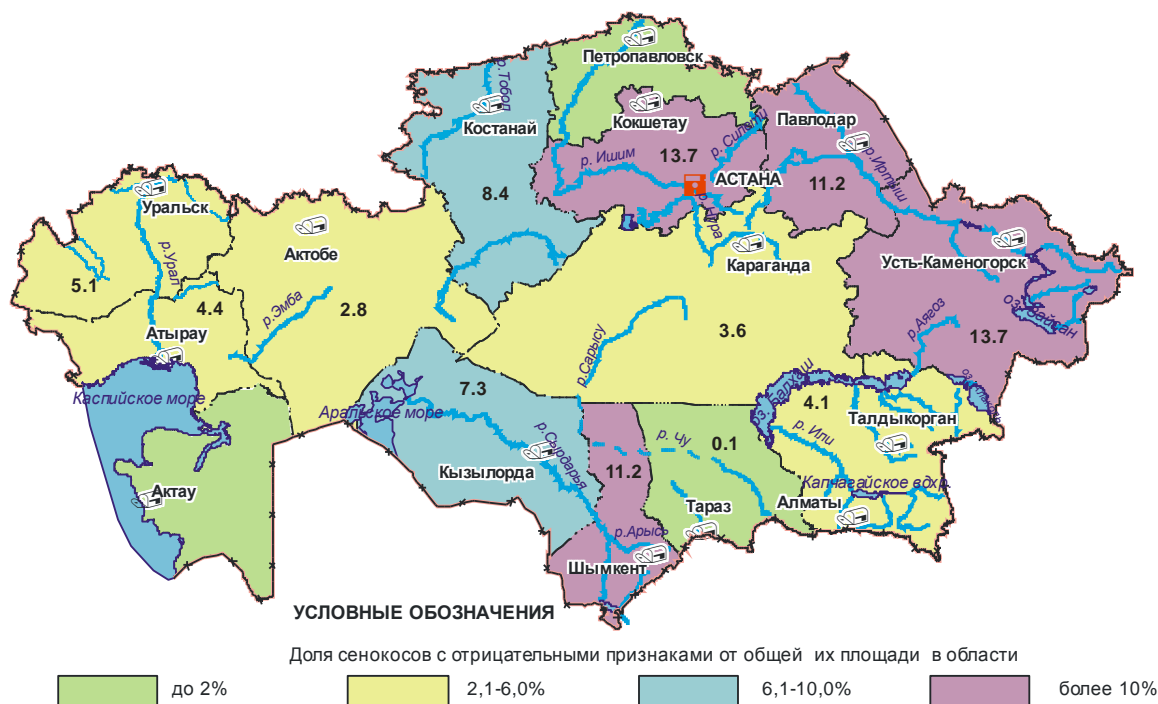 Петропавловск
р.Тобол
Костанай
Кокшетау
р. Силети
Павлодар
р. Ишим
13.7
АСТАНА
р.Иртыш
11.2
р.Нура
8.4
Уральск
Актобе
Караганда
Усть-Каменогорск
р.Урал
5.1
4.4
р.Эмба
2.8
оз.Зайсан
Атырау
р.Сарысу
3.6
р.Аягоз
13.7
Каспийское море
7.3
Аральское море
оз. Балхаш
4.1
Талдыкорган
р. Или
р. Чу
0.1
11.2
р.Сырдарья
Кызылорда
Капчагайское вдхр.
Актау
Тараз
Алматы
р.Арысь
Шымкент
УСЛОВНЫЕ ОБОЗНАЧЕНИЯ
Доля сенокосов с отрицательными признаками от общей их площади в области
до 2%
2,1-6,0%
6,1-10,0%
более 10%